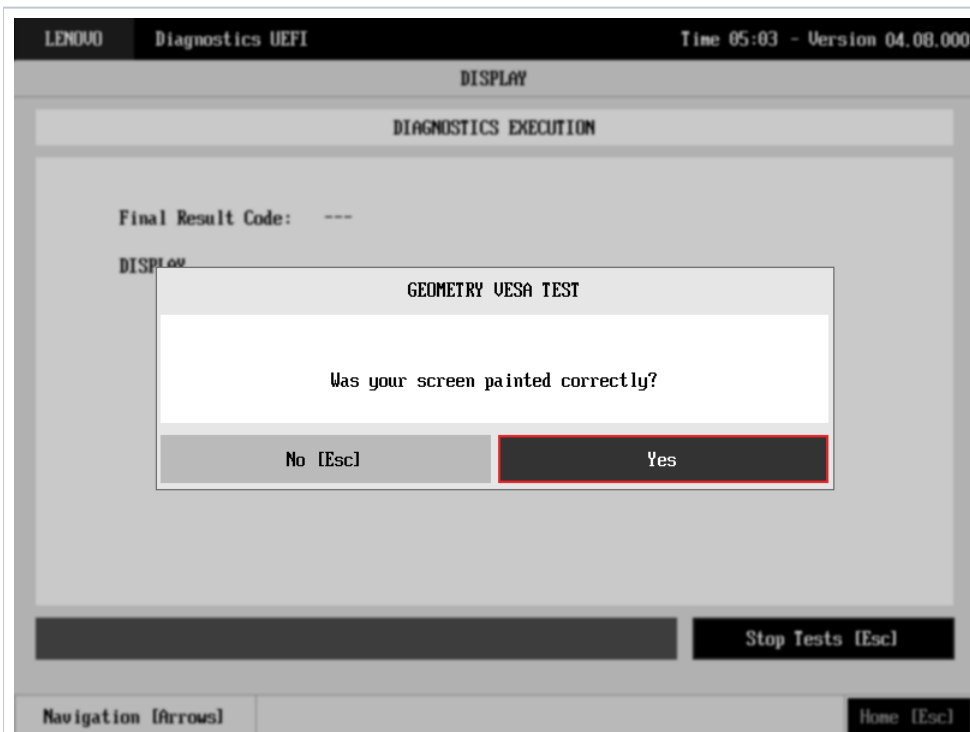 LENOVO Diagnostics UEFI Time 05:03 - Version 04.08.000
DISPLAY
DIAGNOSTICS EXECUTION
Final Result Code: ---
DISPLAY
GEOMETRY VESA TEST
Was your screen painted correctly?
No [Esc] Yes
Stop Tests [Esc]
Navigation [Arrows] Home [Esc]